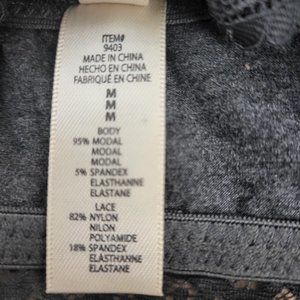 ITEM#
9403
MADE IN CHINA
HECHO EN CHINA
FABRIQUÉ EN CHINE
M
M
M
BODY
95% MODAL
MODAL
MODAL
5% SPANDEX
ELASTHANNE
ELASTANE
LACE
82% NYLON
NILON
POLYAMIDE
18% SPANDEX
ELASTHANNE
ELASTANE